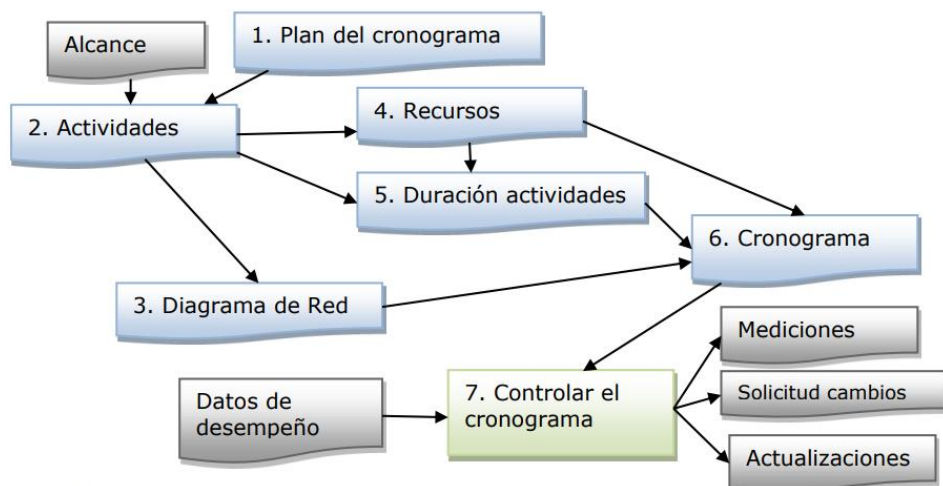 Alcance
1. Plan del cronograma
2. Actividades
4. Recursos
5. Duración actividades
6. Cronograma
3. Diagrama de Red
Mediciones
7. Controlar el
cronograma
Solicitud cambios
Datos de
desempeño
Actualizaciones